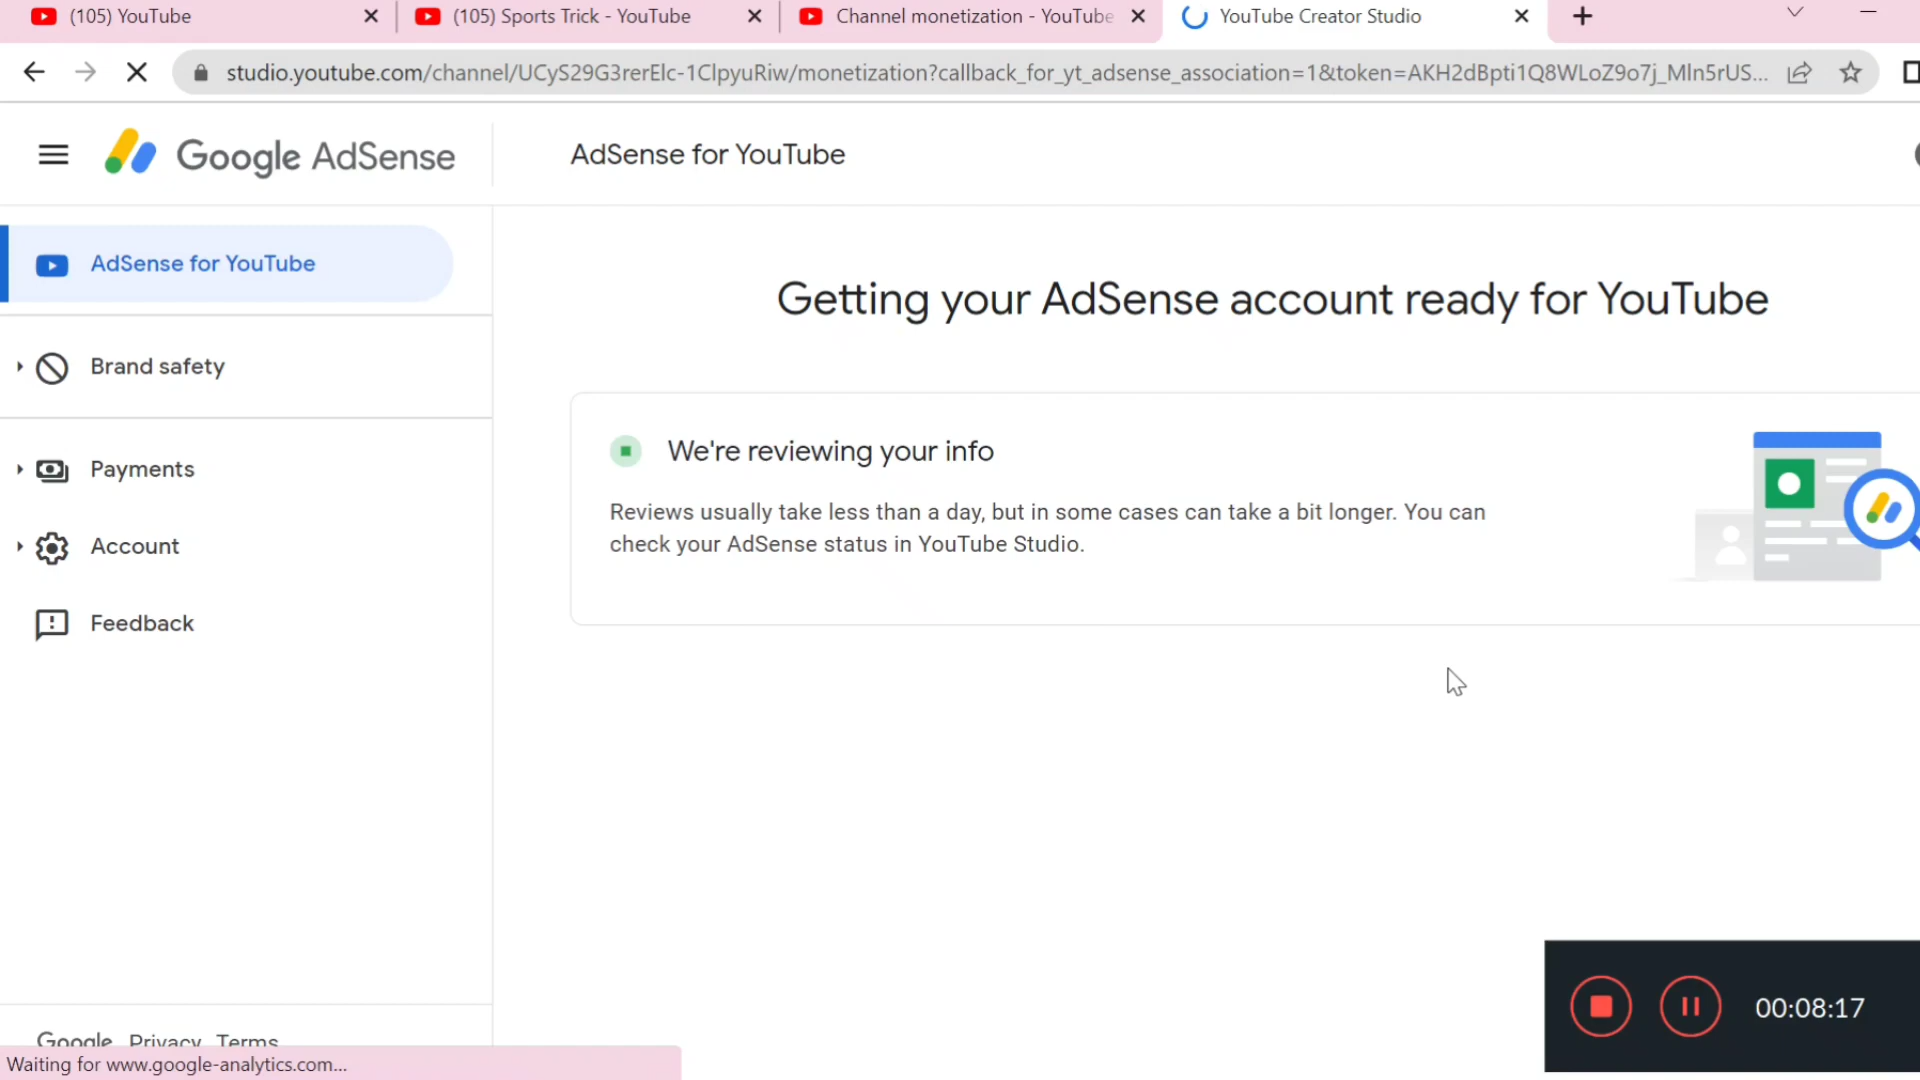 (105) YouTube
(105) Sports Trick - YouTube
Channel monetization - YouTube
YouTube Creator Studio
studio.youtube.com/channel/UCyS29G3rerElc-1ClpyuRiw/monetization?callback_for_yt_adsense_association=1&token=AKH2dBpti1Q8WLoZ9o7j_Mln5rUS...
Google AdSense
AdSense for YouTube
AdSense for YouTube
Brand safety
Payments
Account
Feedback
Getting your AdSense account ready for YouTube
We're reviewing your info
Reviews usually take less than a day, but in some cases can take a bit longer. You can
check your AdSense status in YouTube Studio.
Google Privacy Terms
Waiting for www.google-analytics.com...
00:08:17